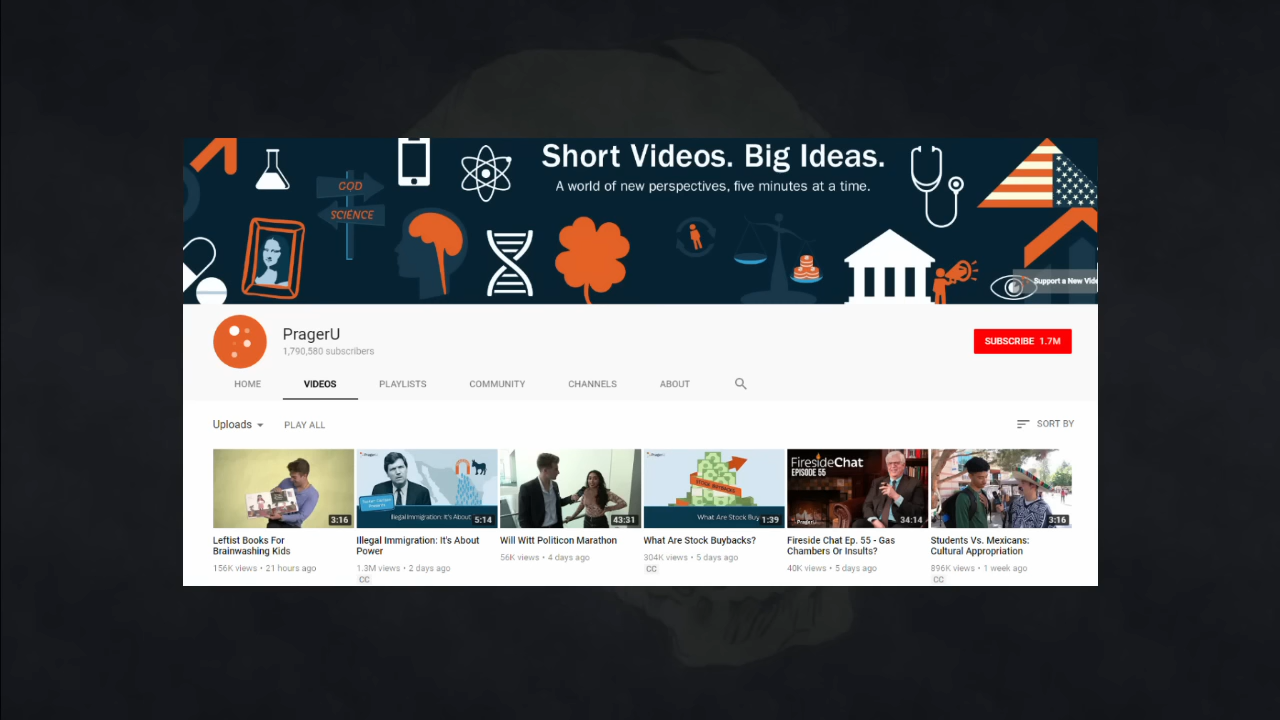 Short Videos. Big Ideas.
A world of new perspectives, five minutes at a time.
GOD
SCIENCE
Support a New Vide
PragerU
1,790,580 subscribers
SUBSCRIBE 1.7M
HOME VIDEOS PLAYLISTS COMMUNITY CHANNELS ABOUT
Uploads PLAY ALL SORT BY
3:16
Illegal Immigration: It's About 5:14
43:31
STOCK BUYBACKS
What Are Stock Buy 1:39
FiresideChat
EPISODE 55
PragerU
34:14
3:16
Leftist Books For
Brainwashing Kids
156K views • 21 hours ago
Illegal Immigration: It's About
Power
1.3M views • 2 days ago
CC
Will Witt Politicon Marathon
56K views • 4 days ago
What Are Stock Buybacks?
304K views • 5 days ago
CC
Fireside Chat Ep. 55 - Gas
Chambers Or Insults?
40K views • 5 days ago
Students Vs. Mexicans:
Cultural Appropriation
896K views • 1 week ago
CC